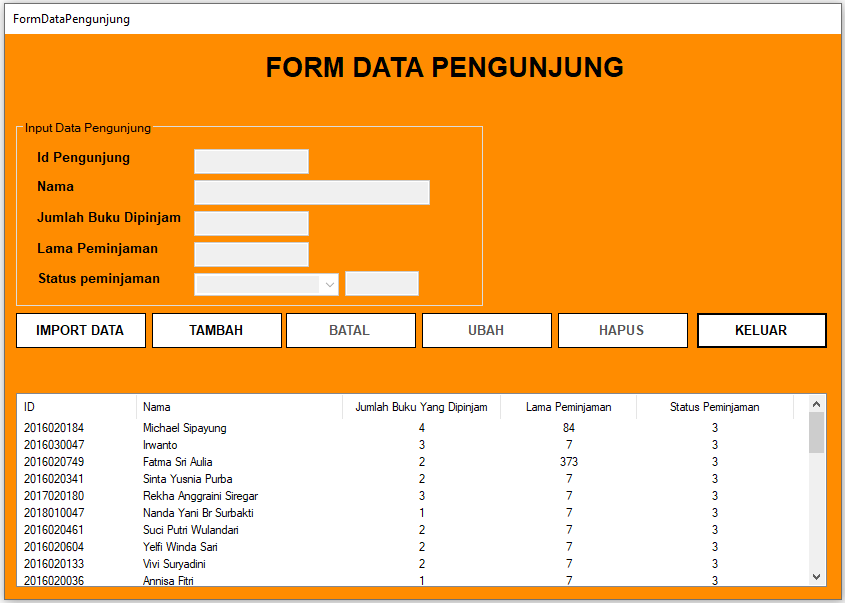 FormDataPengunjung
FORM DATA PENGUNJUNG
Input Data Pengunjung
Id Pengunjung
Nama
Jumlah Buku Dipinjam
Lama Peminjaman
Status peminjaman
IMPORT DATA TAMBAH BATAL UBAH HAPUS KELUAR
ID Nama Jumlah Buku Yang Dipinjam Lama Peminjaman Status Peminjaman
2016020184 Michael Sipayung 4 84 3
2016030047 Irwanto 3 7 3
2016020749 Fatma Sri Aulia 2 373 3
2016020341 Sinta Yusnia Purba 2 7 3
2017020180 Rekha Anggraini Siregar 3 7 3
2018010047 Nanda Yani Br Surbakti 1 7 3
2016020461 Suci Putri Wulandari 2 7 3
2016020604 Yelfi Winda Sari 2 7 3
2016020133 Vivi Suryadini 2 7 3
2016020036 Annisa Fitri 1 7 3